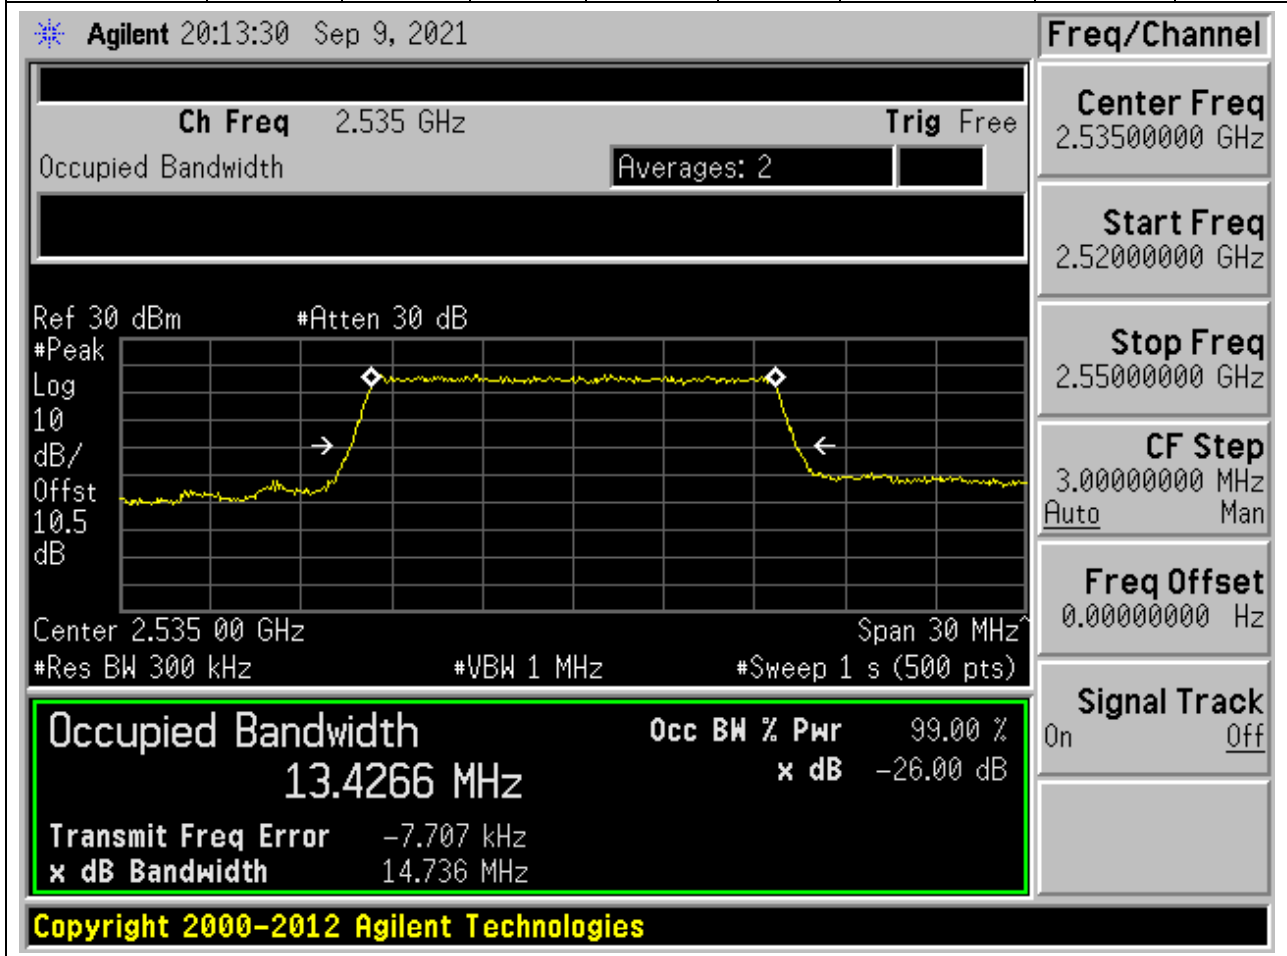 Agilent 20:13:30 Sep 9, 2021
Freq/Channel
Ch Freq 2.535 GHz
Trig Free
Occupied Bandwidth
Averages: 2
Center Freq
2.53500000 GHz
Start Freq
2.52000000 GHz
Stop Freq
2.55000000 GHz
CF Step
3.00000000 MHz
Auto Man
Freq Offset
0.00000000 Hz
Signal Track
On Off
Ref 30 dBm #Atten 30 dB
#Peak
Log
10
dB/
Offst
10.5
dB
Center 2.535 00 GHz Span 30 MHz^
#Res BW 300 kHz #VBW 1 MHz #Sweep 1 s (500 pts)
Occupied Bandwidth
13.4266 MHz
Occ BW % Pwr 99.00 %
x dB -26.00 dB
Transmit Freq Error -7.707 kHz
x dB Bandwidth 14.736 MHz
Copyright 2000-2012 Agilent Technologies